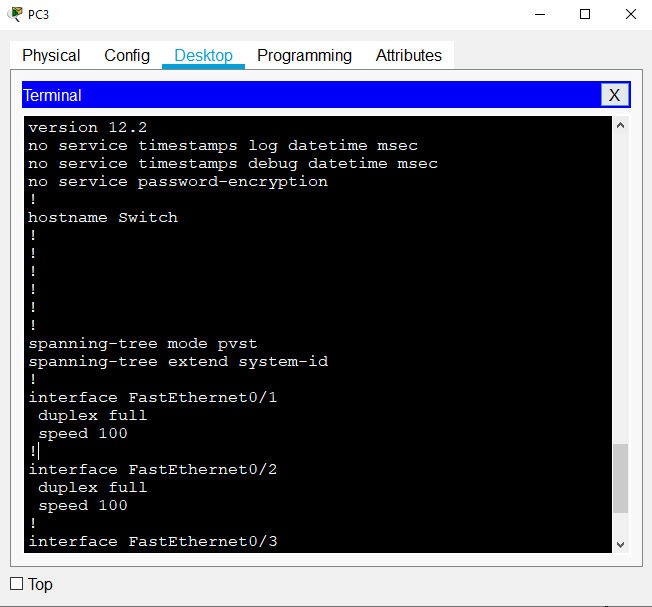 PC3
Physical Config Desktop Programming Attributes
Terminal X
version 12.2
no service timestamps log datetime msec
no service timestamps debug datetime msec
no service password-encryption
!
hostname Switch
!
!
!
!
!
!
spanning-tree mode pvst
spanning-tree extend system-id
!
interface FastEthernet0/1
 duplex full
 speed 100
!
interface FastEthernet0/2
 duplex full
 speed 100
!
interface FastEthernet0/3
Top